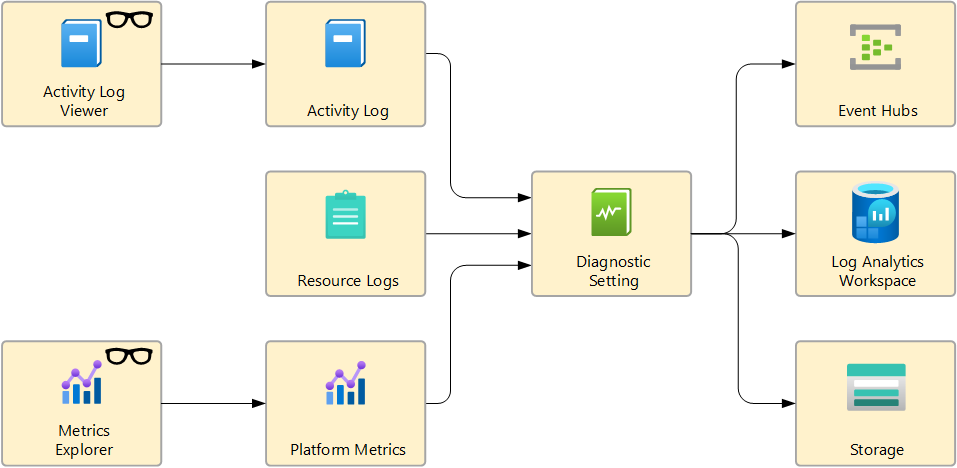 Activity Log
Viewer
Activity Log
Event Hubs
Resource Logs
Diagnostic
Setting
Log Analytics
Workspace
Metrics
Explorer
Platform Metrics
Storage